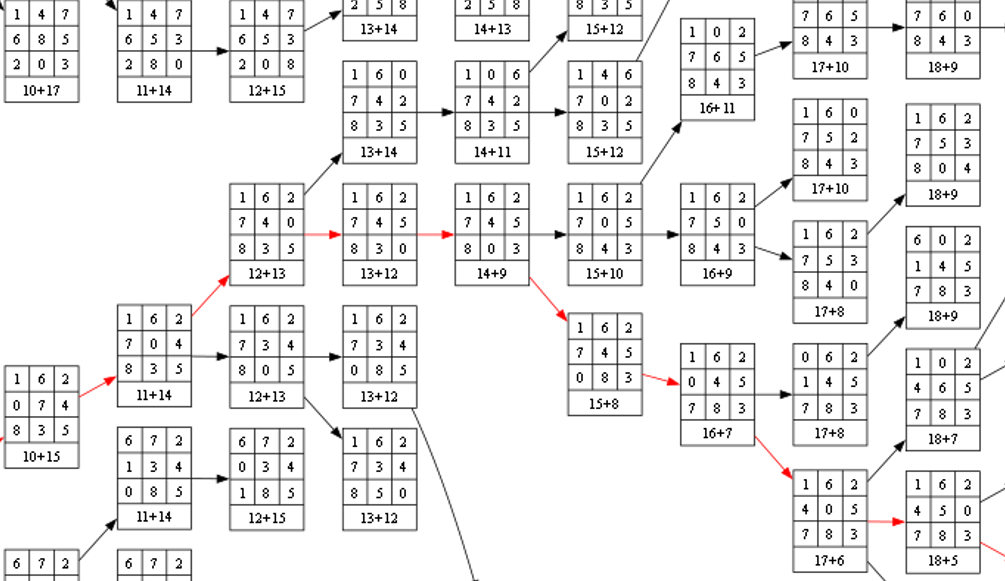 1 4 7
6 8 5
2 0 3
10+17
1 6 2
0 7 4
8 3 5
10+15
6 7 2
1 4 7
6 5 3
2 8 0
11+14
1 6 2
7 0 4
8 3 5
11+14
6 7 2
1 3 4
0 8 5
11+14
6 7 2
1 4 7
6 5 3
2 0 8
12+15
1 6 2
7 4 0
8 3 5
12+13
1 6 2
7 3 4
8 0 5
12+13
6 7 2
0 3 4
1 8 5
12+15
2 5 8
13+14
1 6 0
7 4 2
8 3 5
13+14
1 6 2
7 4 5
8 3 0
13+12
1 6 2
7 3 4
0 8 5
13+12
1 6 2
7 3 4
8 5 0
13+12
2 5 8
14+13
1 0 6
7 4 2
8 3 5
14+11
1 6 2
7 4 5
8 0 3
14+9
8 3 5
15+12
1 4 6
7 0 2
8 3 5
15+12
1 6 2
7 0 5
8 4 3
15+10
1 6 2
7 4 5
0 8 3
15+8
1 0 2
7 6 5
8 4 3
16+11
1 6 2
7 5 0
8 4 3
16+9
1 6 2
0 4 5
7 8 3
16+7
7 6 5
8 4 3
17+10
1 6 0
7 5 2
8 4 3
17+10
1 6 2
7 5 3
8 4 0
17+8
0 6 2
1 4 5
7 8 3
17+8
1 6 2
4 0 5
7 8 3
17+6
7 6 0
8 4 3
18+9
1 6 2
7 5 3
8 0 4
18+9
6 0 2
1 4 5
7 8 3
18+9
1 0 2
4 6 5
7 8 3
18+7
1 6 2
4 5 0
7 8 3
18+5